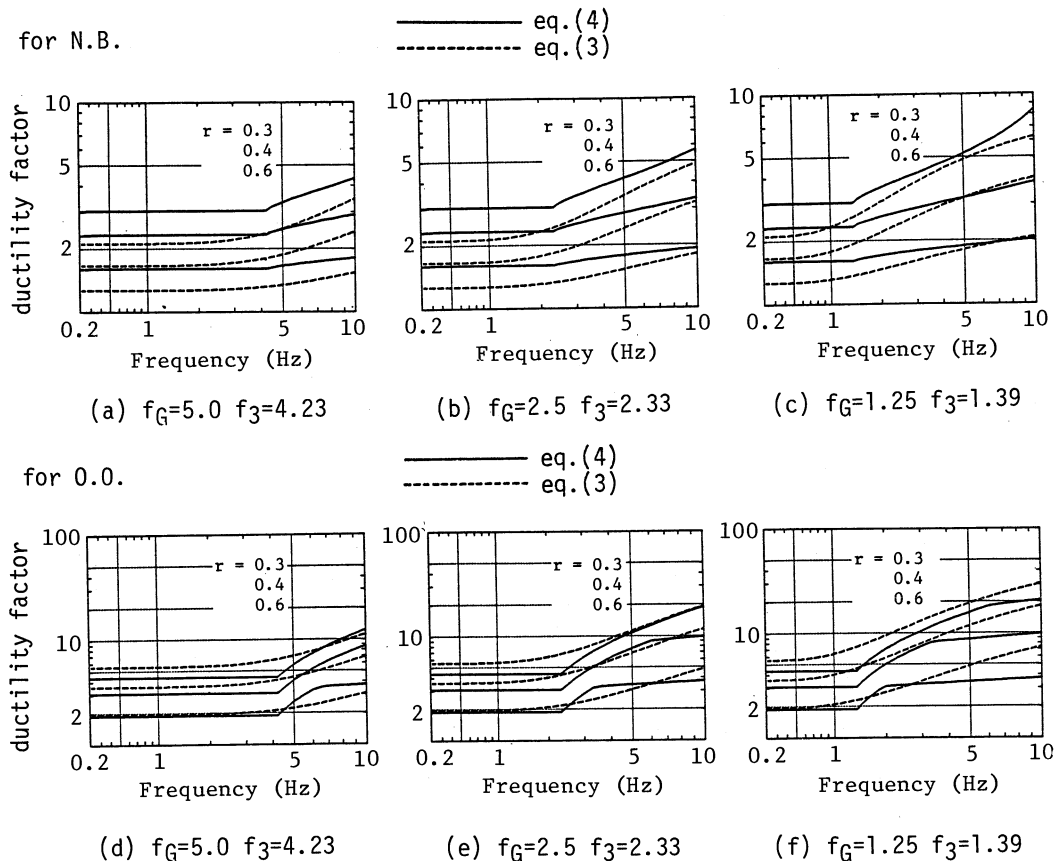 for N.B.
eq.(4)
eq.(3)
ductility factor
10
5
2
r = 0.3
0.4
0.6
0.2 1 5 10
Frequency (Hz)
(a) fG=5.0 f3=4.23
10
5
2
r = 0.3
0.4
0.6
0.2 1 5 10
Frequency (Hz)
(b) fG=2.5 f3=2.33
10
5
2
r = 0.3
0.4
0.6
0.2 1 5 10
Frequency (Hz)
(c) fG=1.25 f3=1.39
for O.O.
eq.(4)
eq.(3)
ductility factor
100
10
2
r = 0.3
0.4
0.6
0.2 1 5 10
Frequency (Hz)
(d) fG=5.0 f3=4.23
100
10
2
r = 0.3
0.4
0.6
0.2 1 5 10
Frequency (Hz)
(e) fG=2.5 f3=2.33
100
10
2
r = 0.3
0.4
0.6
0.2 1 5 10
Frequency (Hz)
(f) fG=1.25 f3=1.39